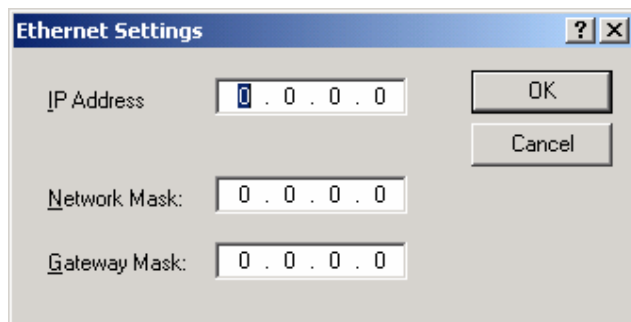 Ethernet Settings
IP Address 0 . 0 . 0 . 0
OK
Cancel
Network Mask: 0 . 0 . 0 . 0
Gateway Mask: 0 . 0 . 0 . 0